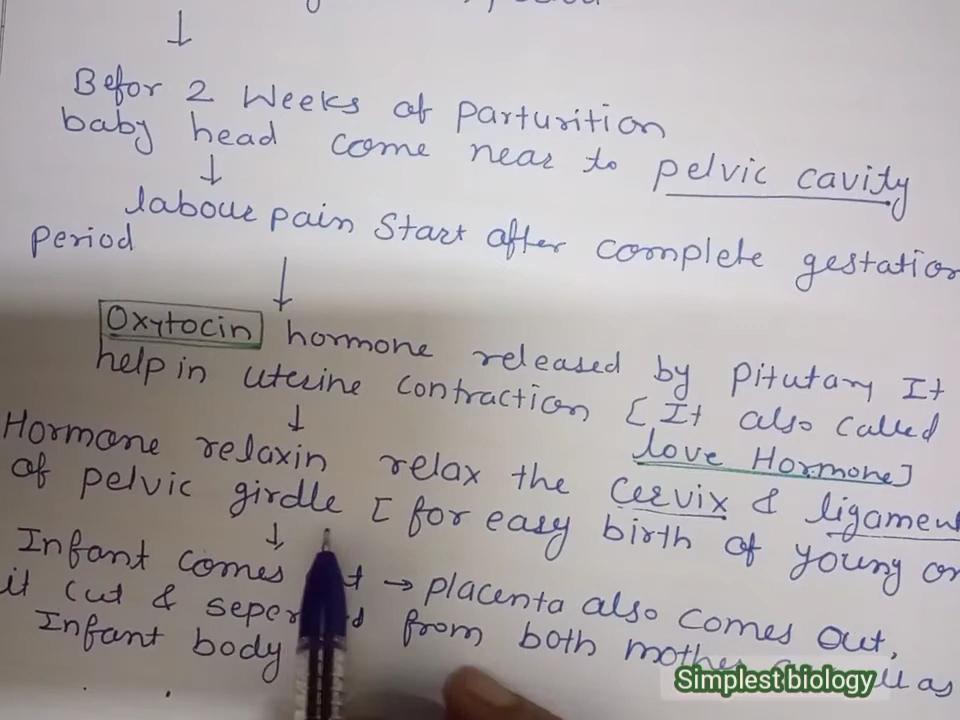 Befor 2 Weeks of parturition
baby head come near to pelvic cavity
labour pain Start after complete gestation
period
Oxytocin hormone released by Pitutary It
help in uterine contraction [It also called
love Hormone]
Hormone relaxin relax the Cervix & ligament
of pelvic girdle [for easy birth of young on
Infant comes → placenta also comes out,
it cut & from both mother as
Infant body
Simplest biology